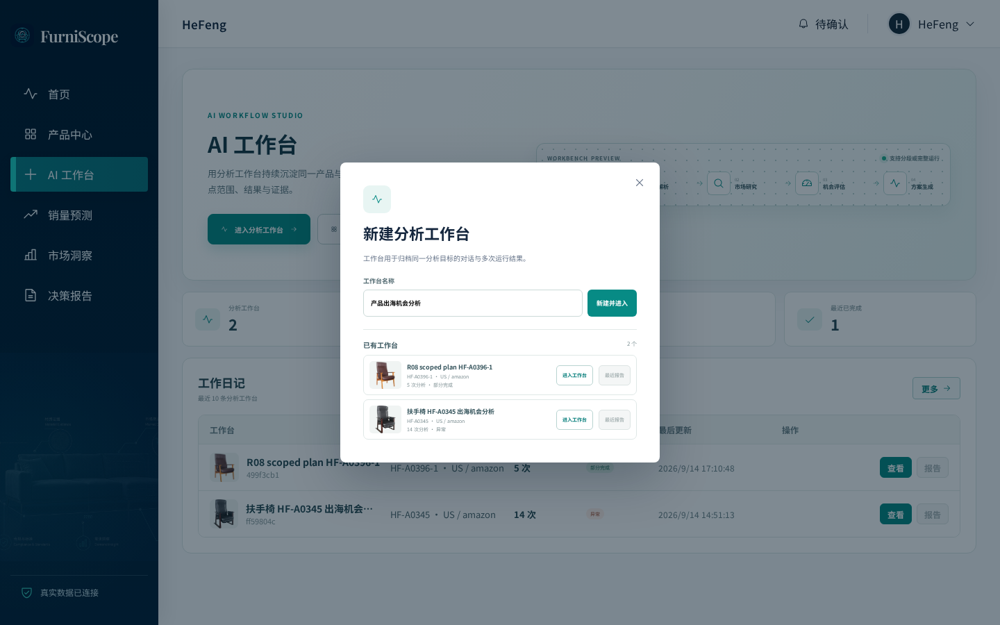 FurniScope
首页
产品中心
AI 工作台
销量预测
市场洞察
决策报告
真实数据已连接
HeFeng
待确认
H
HeFeng
AI WORKFLOW STUDIO
AI 工作台
用分析工作台持续沉淀同一产品与
点范围、结果与证据。
进入分析工作台
WORKBENCH PREVIEW
支持分段或完整运行
解析
02
市场研究
03
机会评估
04
方案生成
分析工作台
2
最近已完成
1
工作日记
最近 10 条分析工作台
更多
工作台
最后更新
操作
R08 scoped plan HF-A0396-1
499f3cb1
HF-A0396-1 • US / amazon
5 次
部分完成
2026/9/14 17:10:48
查看
报告
扶手椅 HF-A0345 出海机会…
ff59804c
HF-A0345 • US / amazon
14 次
异常
2026/9/14 14:51:13
查看
报告
新建分析工作台
工作台用于归档同一分析目标的对话与多次运行结果。
工作台名称
产品出海机会分析
新建并进入
已有工作台
2 个
R08 scoped plan HF-A0396-1
HF-A0396-1 • US / amazon
5 次分析 • 部分完成
进入工作台
最近报告
扶手椅 HF-A0345 出海机会分析
HF-A0345 • US / amazon
14 次分析 • 异常
进入工作台
最近报告